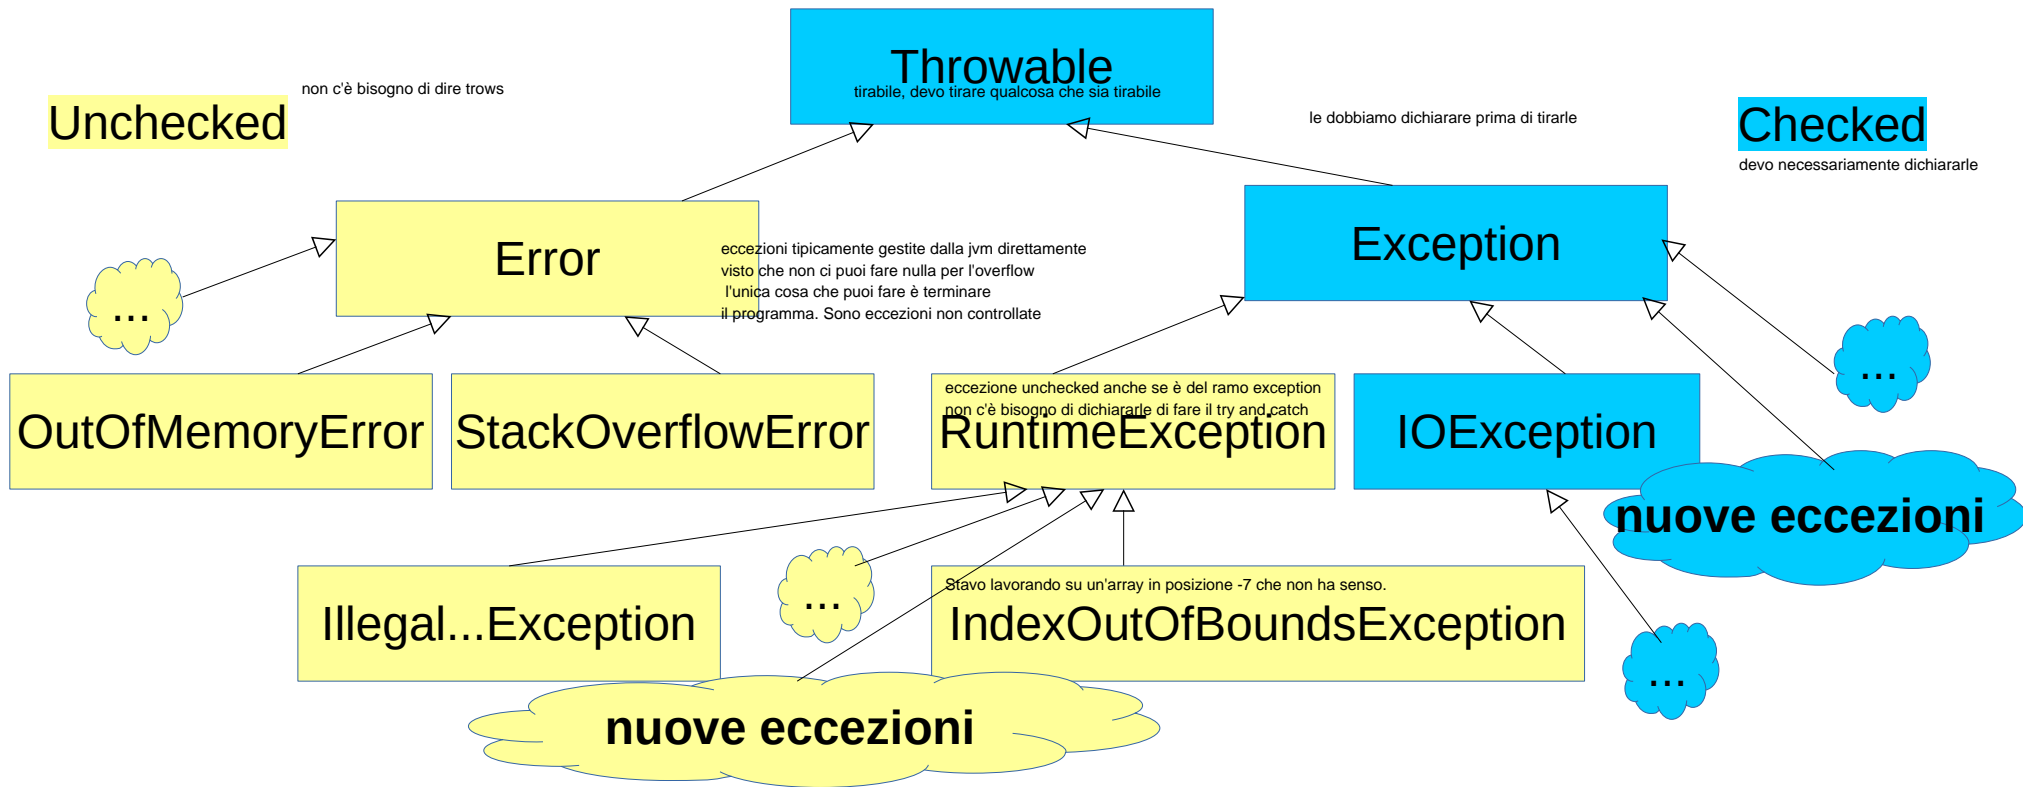 Throwable
tirabile, devo tirare qualcosa che sia tirabile
non c'è bisogno di dire trows
Unchecked
le dobbiamo dichiarare prima di tirarle
Checked
devo necessariamente dichiararle
Error
eccezioni tipicamente gestite dalla jvm direttamente
visto che non ci puoi fare nulla per l'overflow
l'unica cosa che puoi fare è terminare
il programma. Sono eccezioni non controllate
Exception
...
...
OutOfMemoryError
StackOverflowError
eccezione unchecked anche se è del ramo exception
non c'è bisogno di dichiararle di fare il try and catch
RuntimeException
IOException
nuove eccezioni
Illegal...Exception
...
Stavo lavorando su un'array in posizione -7 che non ha senso.
IndexOutOfBoundsException
...
nuove eccezioni